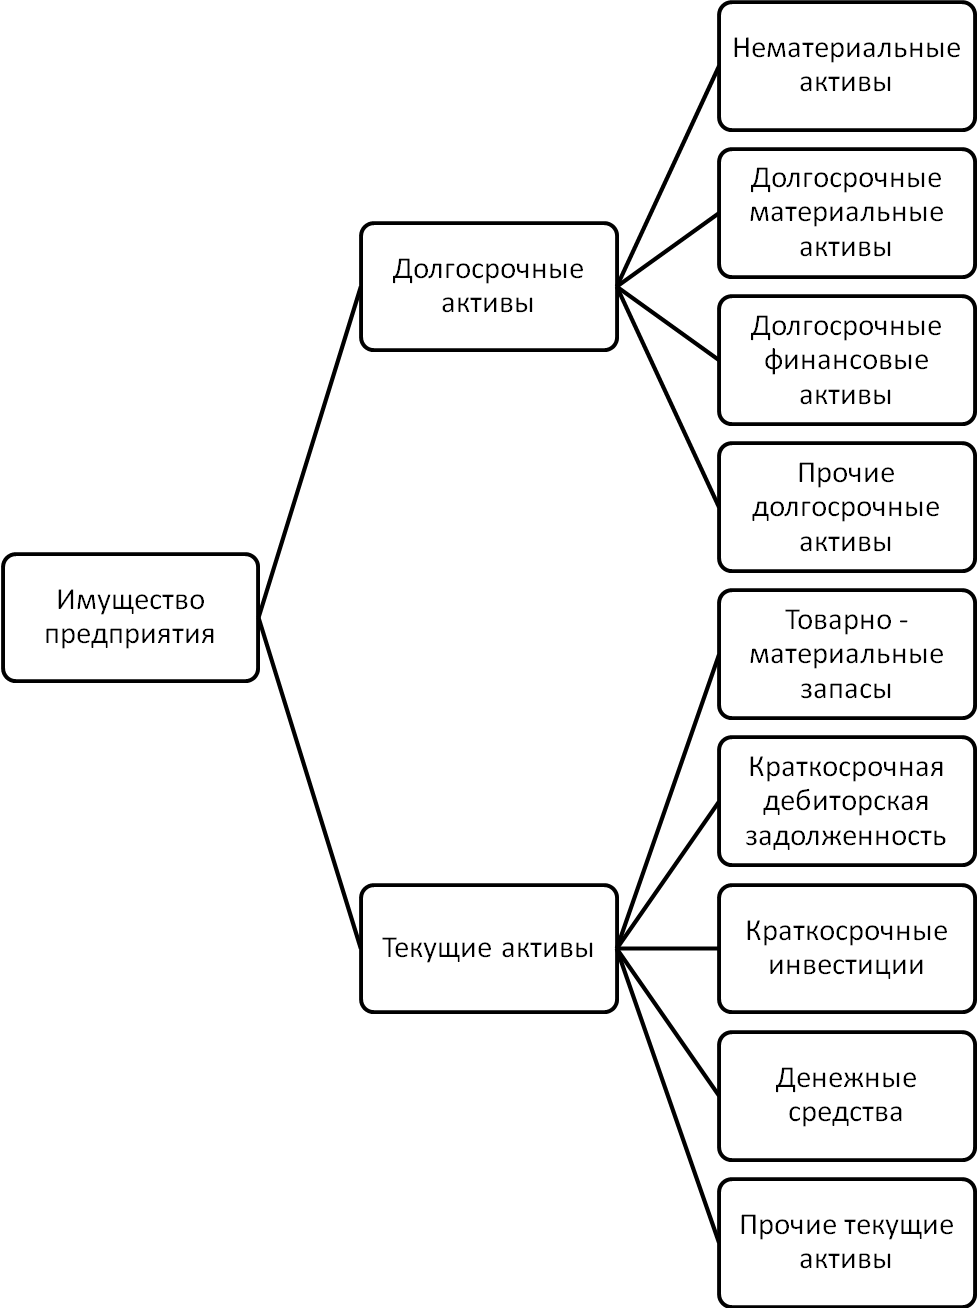 Нематериальные
активы
Долгосрочные
материальные
активы
Долгосрочные
активы
Долгосрочные
финансовые
активы
Прочие
долгосрочные
активы
Имущество
предприятия
Товарно -
материальные
запасы
Краткосрочная
дебиторская
задолженность
Текущие активы
Краткосрочные
инвестиции
Денежные
средства
Прочие текущие
активы